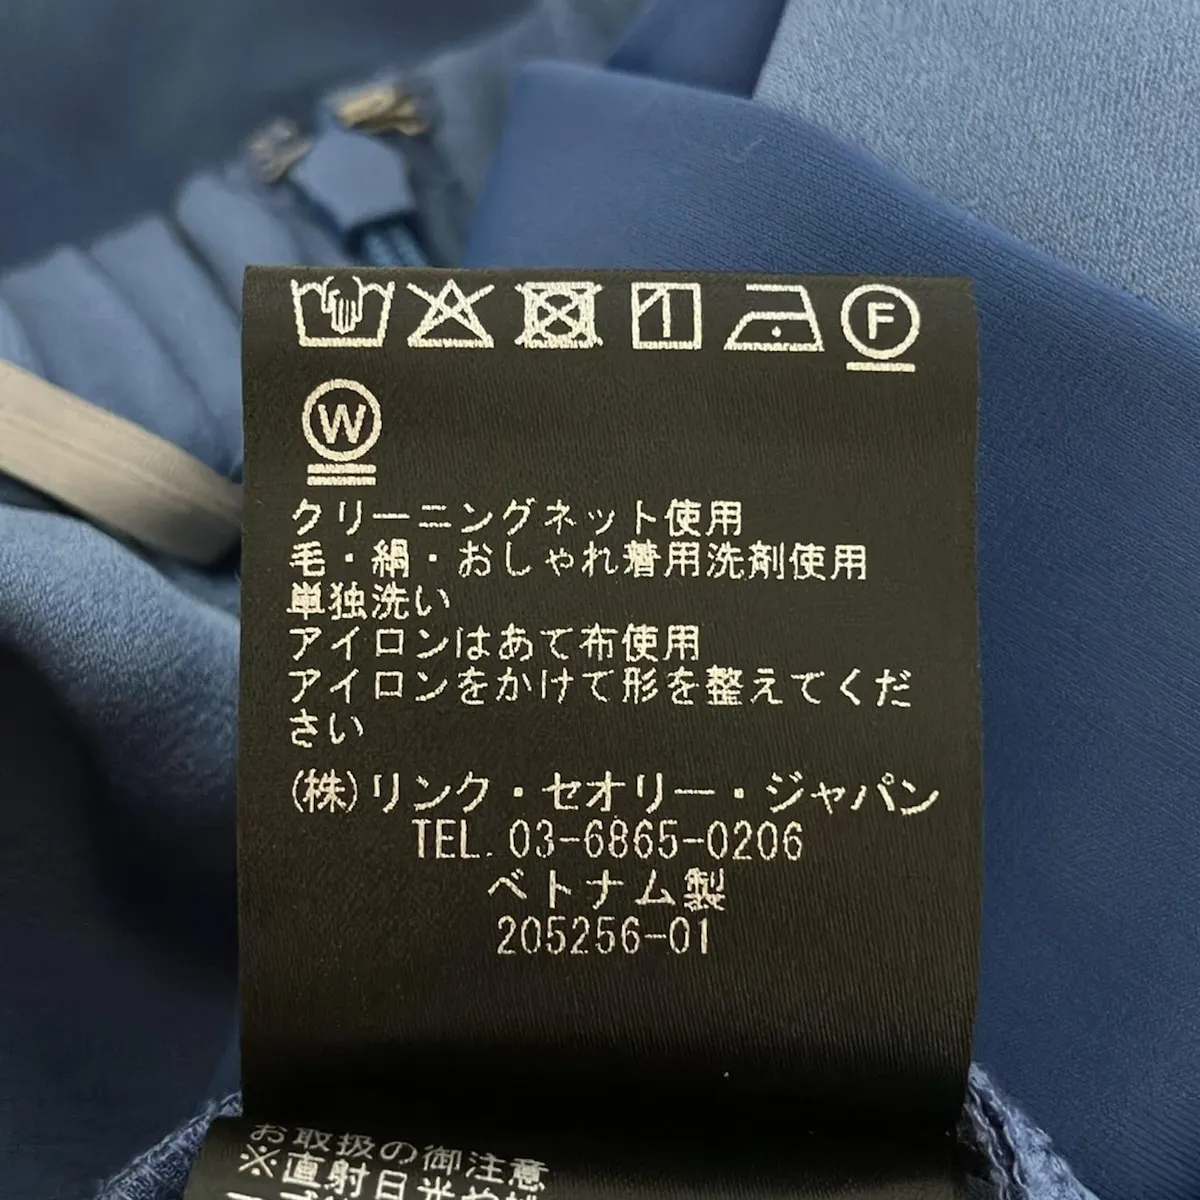 F
W
クリーニングネット使用
毛・絹・おしゃれ着用洗剤使用
単独洗い
アイロンはあて布使用
アイロンをかけて形を整えてくだ
さい
(株)リンク・セオリー・ジャパン
TEL. 03-6865-0206
ベトナム製
205256-01
お取扱の御注意
※直射日光や